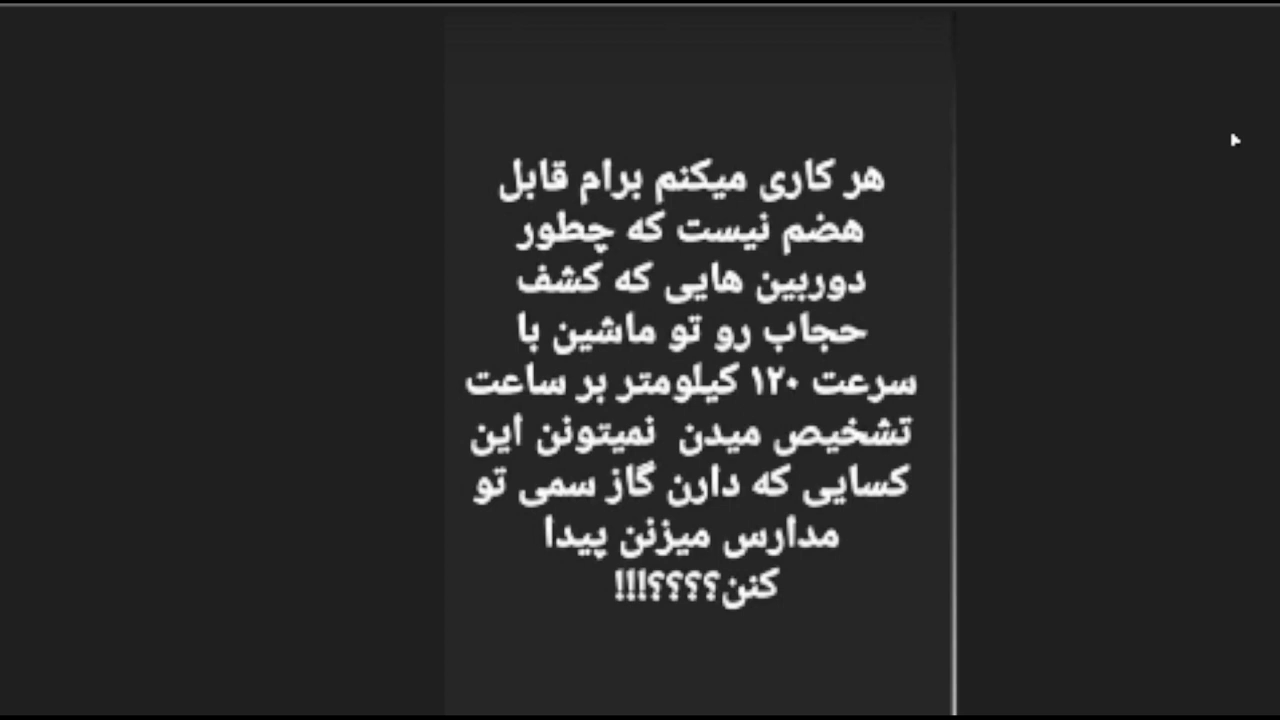 هر کاری میکنم برام قابل
هضم نیست که چطور
دوربین هایی که کشف
حجاب رو تو ماشین با
سرعت ۱۲۰ کیلومتر بر ساعت
تشخیص میدن نمیتونن این
کسایی که دارن گاز سمی تو
مدارس میزنن پیدا
کنن؟؟؟؟!!!